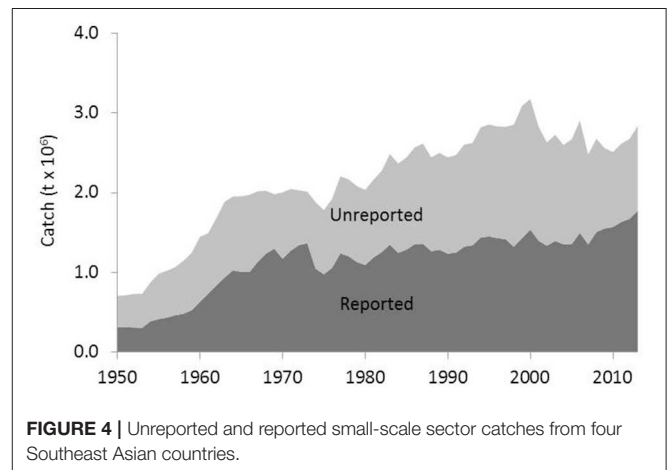 4.0
3.0
2.0
1.0
0.0
Catch (t x 10⁶)
Unreported
Reported
1950 1960 1970 1980 1990 2000 2010
FIGURE 4 | Unreported and reported small-scale sector catches from four
Southeast Asian countries.